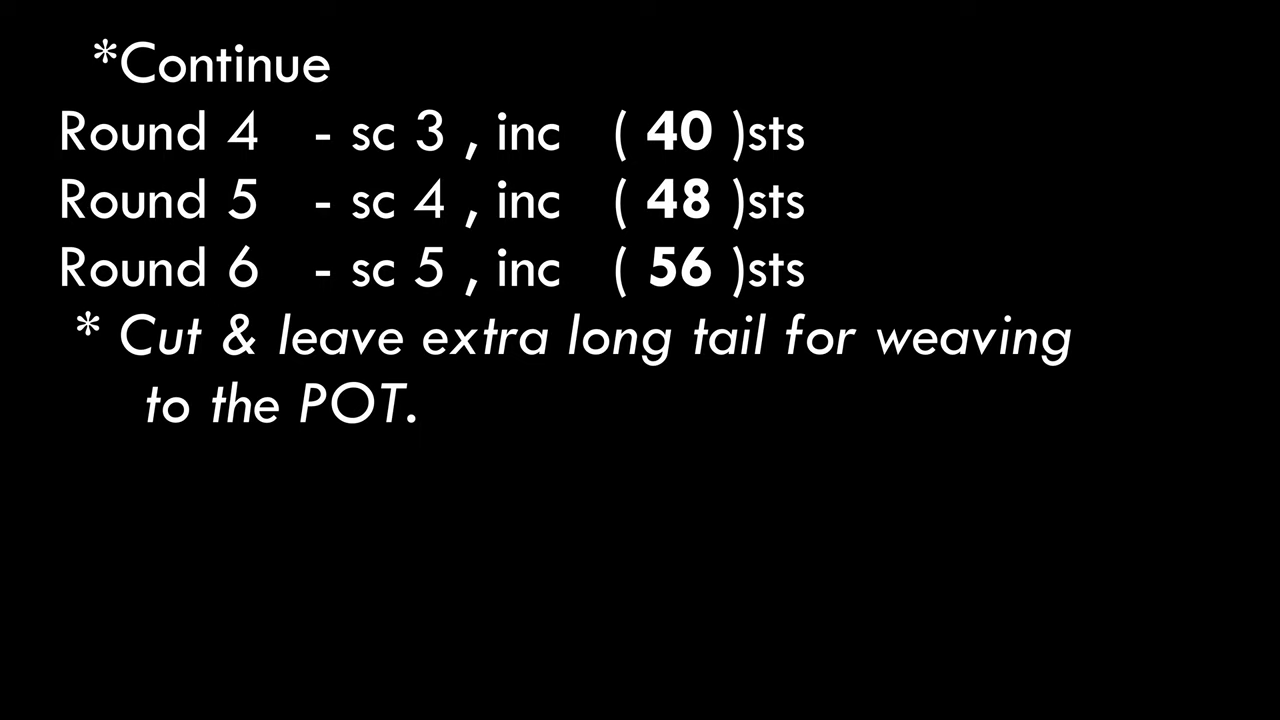 *Continue
Round 4 - sc 3 , inc ( 40 )sts
Round 5 - sc 4 , inc ( 48 )sts
Round 6 - sc 5 , inc ( 56 )sts
* Cut & leave extra long tail for weaving
to the POT.